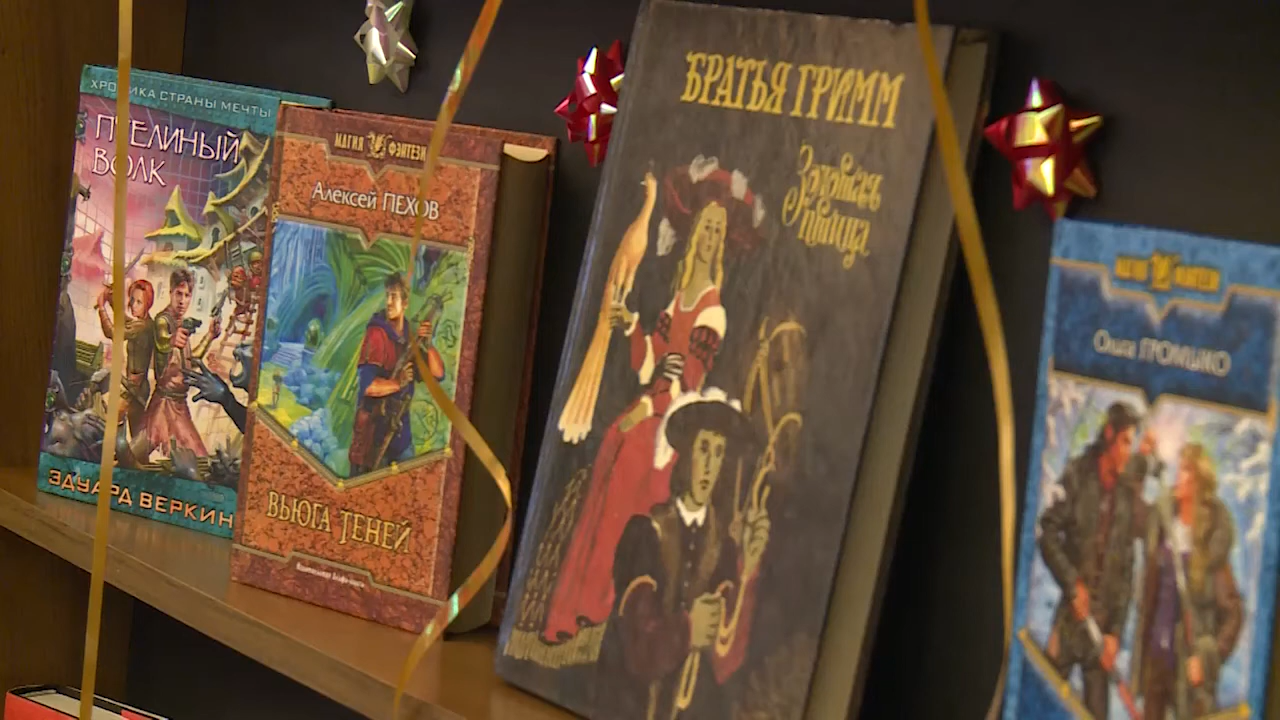 ХРОНИКА СТРАНЫ МЕЧТЫ
ПЧЕЛИНЫЙ
ВОЛК
ЭДУАРД ВЕРКИН
МАГИЯ ФЭНТЕЗИ
Алексей ПЕХОВ
ВЬЮГА ТЕНЕЙ
БРАТЬЯ ГРИММ
Золотая
птица
МАГИЯ ФЭНТЕЗИ
Ольга ГРОМЫКО